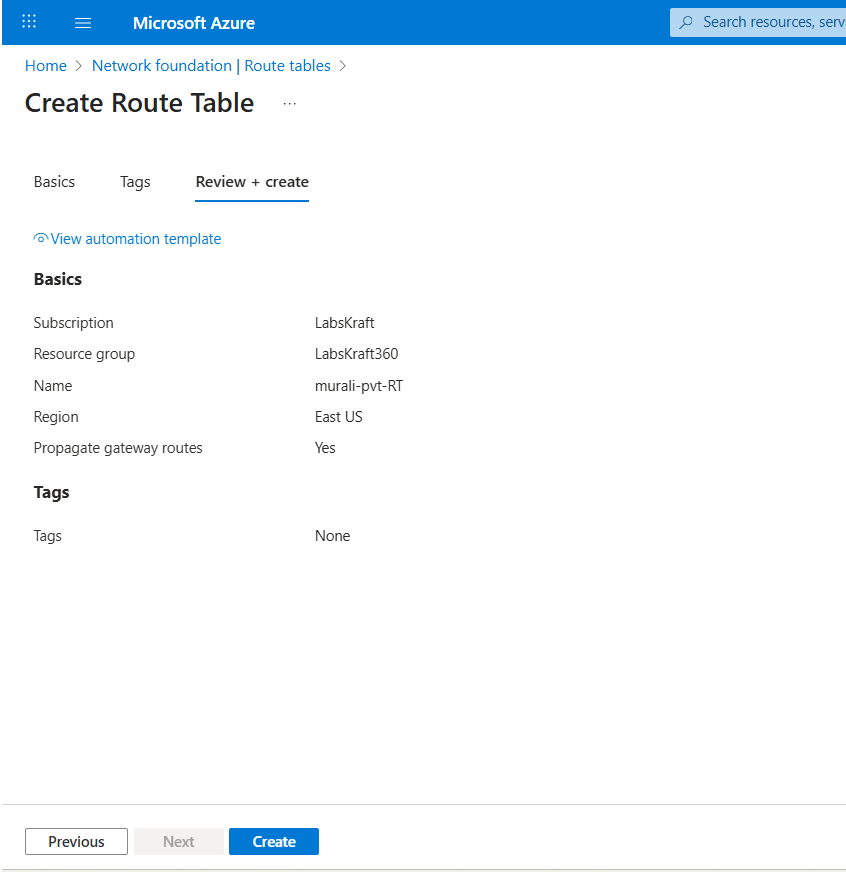 Microsoft Azure
Search resources, serv
Home > Network foundation | Route tables >
Create Route Table ...
Basics Tags Review + create
View automation template
Basics
Subscription LabsKraft
Resource group LabsKraft360
Name murali-pvt-RT
Region East US
Propagate gateway routes Yes
Tags
Tags None
Previous Next Create